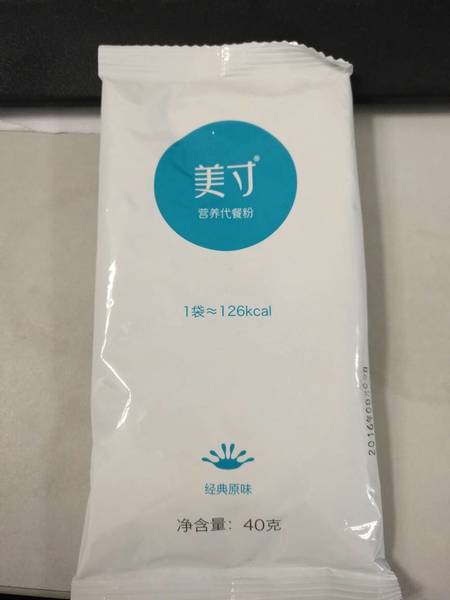 美寸®
营养代餐粉
1袋≈126kcal
经典原味
净含量：40克